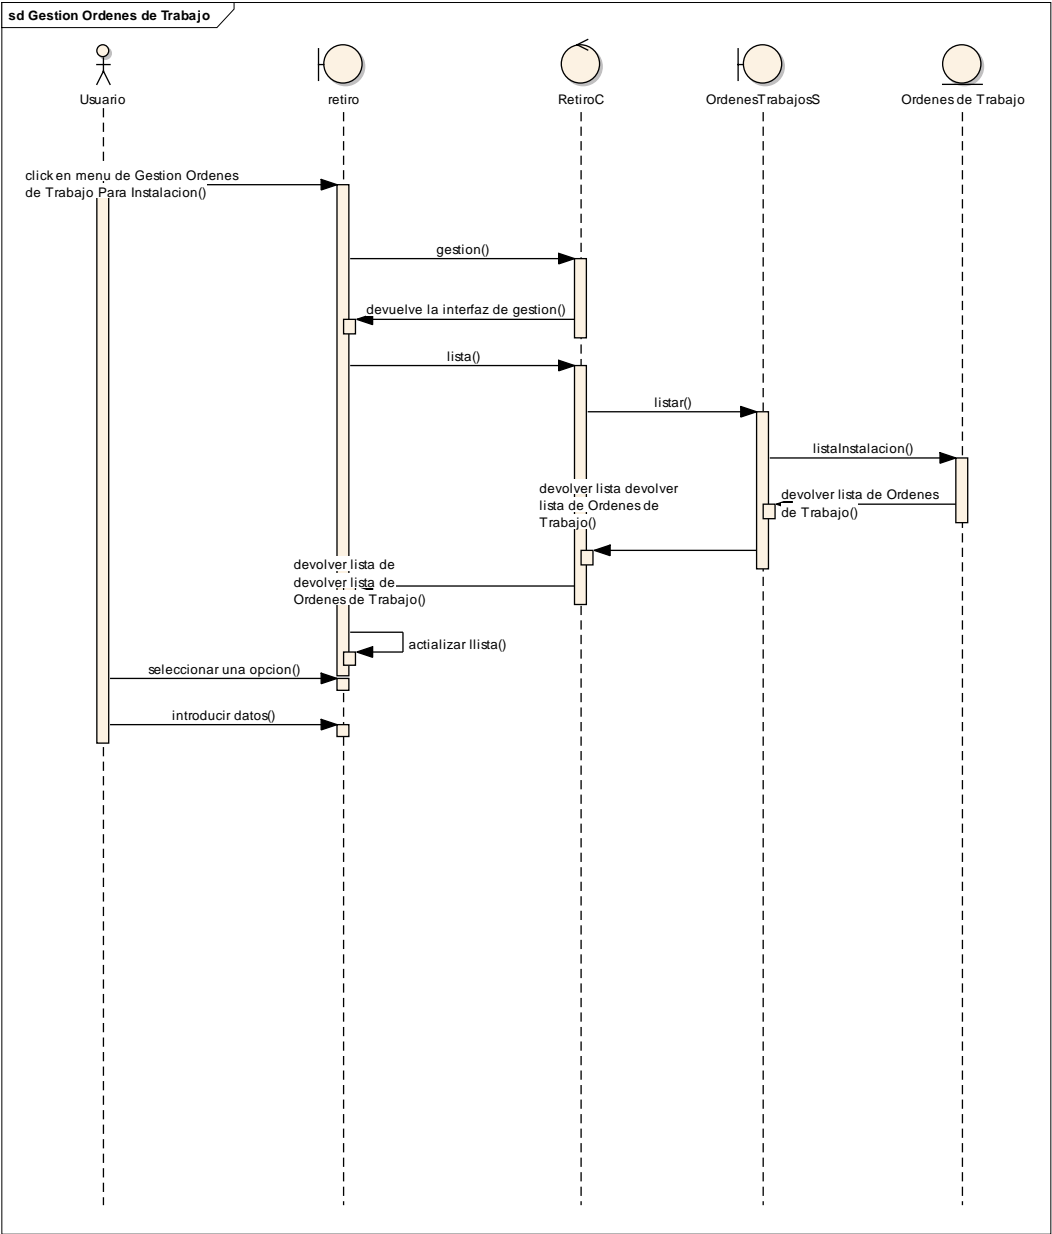 sd Gestion Ordenes de Trabajo
Usuario
retiro
RetiroC
OrdenesTrabajosS
Ordenes de Trabajo
click en menu de Gestion Ordenes
de Trabajo Para Instalacion()
gestion()
devuelve la interfaz de gestion()
lista()
listar()
listaInstalacion()
devolver lista devolver
lista de Ordenes de
Trabajo()
devolver lista de Ordenes
de Trabajo()
devolver lista de
devolver lista de
Ordenes de Trabajo()
actializar llista()
seleccionar una opcion()
introducir datos()